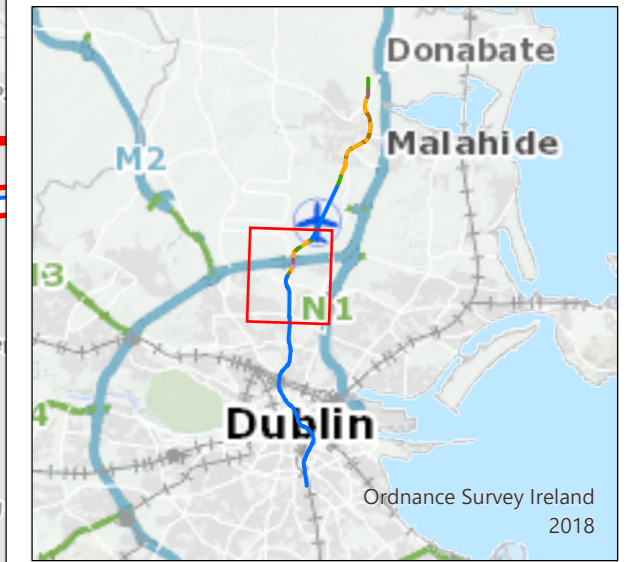 Donabate
Malahide
M2
N1
Dublin
Ordnance Survey Ireland
2018